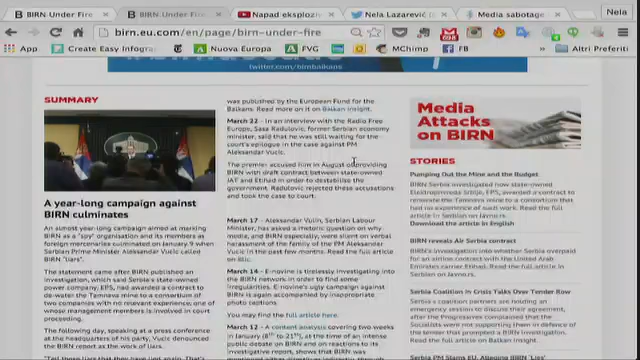 B BIRN Under Fire
B BIRN Under Fire
Napad eksplozi
Nela Lazarević
Media sabotage
Nela
birn.eu.com/en/page/birn-under-fire
App
Create Easy Infogra
Nuova Europa
FVG
MChimp
FB
Altri Preferiti
twitter.com/birnbalkans
SUMMARY
A year-long campaign against
BIRN culminates
An almost year-long campaign aimed at marking
BIRN as a "spy" organisation and its members as
foreign mercenaries culminated on January 9 when
Serbian Prime Minister Aleksandar Vucic called
BIRN "liars".
The statement came after BIRN published an
investigation, which said Serbia's state-owned
power company, EPS, had awarded a contract to
de-water the Tamnava mine to a consortium of
two companies with no relevant experience, one of
whose management members is involved in court
proceeding.
The following day, speaking at a press conference
at the headquarters of his party, Vucic denounced
BIRN report at the work of liars.
was published by the European Fund for the
Balkans. Read more on it on Balkan Insight.
March 22 - In an interview with the Radio Free
Europe, Sasa Radulovic, former Serbian economy
minister, said that he was still waiting for the
court's epilogue in the case against PM
Aleksandar Vucic.
The premier accused him in August of providing
BIRN with draft contract between state-owned
JAT and Etihad in order to destabilise the
government. Radulovic rejected these accusations
and took the case to court.
March 17 - Aleksandar Vulin, Serbian Labour
Minister, has asked a rhetoric question on why
media, and BIRN especially, were silent on verbal
harassment of the family of the PM Aleksandar
Vucic in the past few months. Read the full article
on Blic.
March 14 - E-novine is tirelessly investigating into
the BIRN network in order to find some
irregularities. E-novine's ugly campaign against
BIRN is again accompanied by inappropriate
photo captions
You may find the full article here.
March 12 - A content analysis covering two weeks
in January (8th to 21st), at the time of an intense
public debate on BIRN and on reactions to its
investigative report, shows that BIRN was
Media
Attacks
on BIRN
STORIES
Pumping Out the Mine and the Budget
BIRN Serbia investigated how state-owned
Elektroprivreda Srbije, EPS, awarded a contract to
renovate the Tamnava mine to a consortium that
had no experience of such work. Read the full
article in Serbian on Javno.rs.
Download the article in English
BIRN reveals Air Serbia contract
BIRN's investigation into whether Serbia overpaid
for an airline contract with the United Arab
Emirates carrier Etihad. Read the full article in
Serbian on Javno.rs.
Serbia Coalition in Crisis Talks Over Tender Row
Serbia's coalition partners are holding an
emergency session to discuss their agreement,
after the Progressives complained that the
Socialists were not supporting them in defence of
the tender that prompted a BIRN investigation.
Read the full article on Balkan Insight.